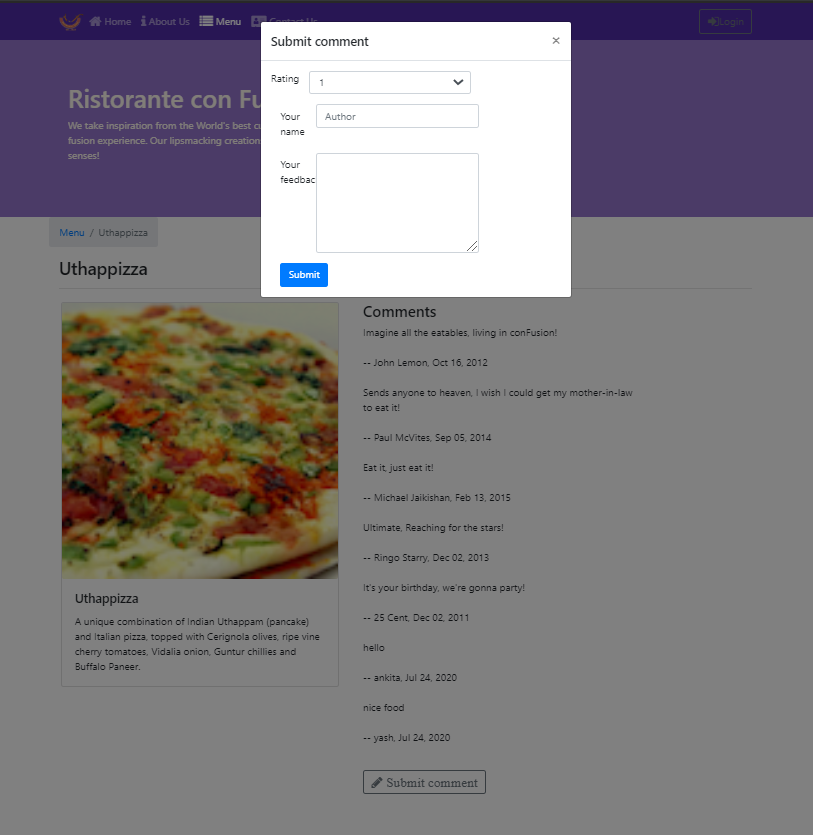 Home About Us Menu Contact Us Login
Submit comment ×
Rating 1
Your
name
Author
Your
feedbac
Submit
Ristorante con Fu
We take inspiration from the World's best cu
fusion experience. Our lipsmacking creation
senses!
Menu / Uthappizza
Uthappizza
Uthappizza
A unique combination of Indian Uthappam (pancake)
and Italian pizza, topped with Cerignola olives, ripe vine
cherry tomatoes, Vidalia onion, Guntur chillies and
Buffalo Paneer.
Comments
Imagine all the eatables, living in conFusion!
-- John Lemon, Oct 16, 2012
Sends anyone to heaven, I wish I could get my mother-in-law
to eat it!
-- Paul McVites, Sep 05, 2014
Eat it, just eat it!
-- Michael Jaikishan, Feb 13, 2015
Ultimate, Reaching for the stars!
-- Ringo Starry, Dec 02, 2013
It's your birthday, we're gonna party!
-- 25 Cent, Dec 02, 2011
hello
-- ankita, Jul 24, 2020
nice food
-- yash, Jul 24, 2020
Submit comment